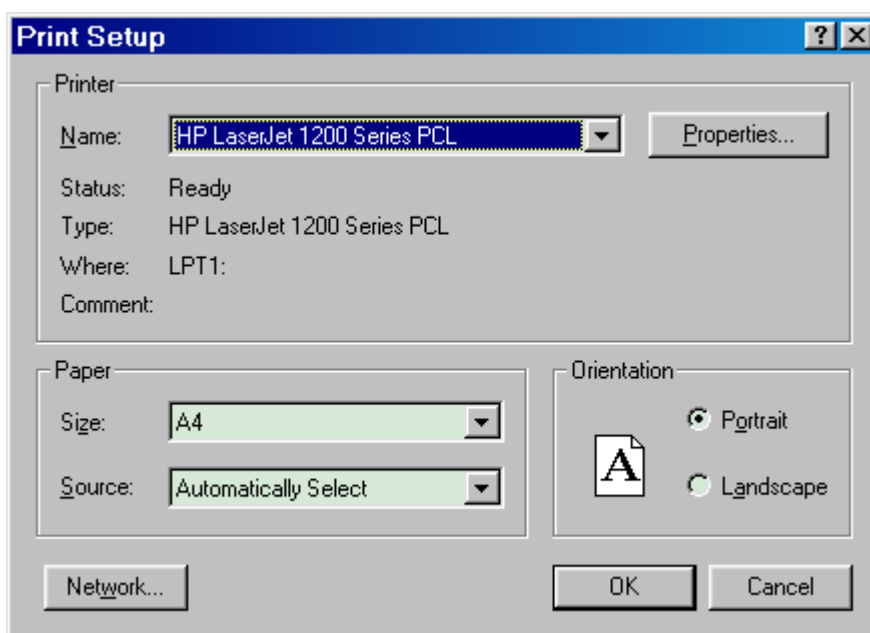 Print Setup
Printer
Name: HP LaserJet 1200 Series PCL Properties...
Status: Ready
Type: HP LaserJet 1200 Series PCL
Where: LPT1:
Comment:
Paper
Size: A4
Source: Automatically Select
Orientation
A
Portrait
Landscape
Network... OK Cancel